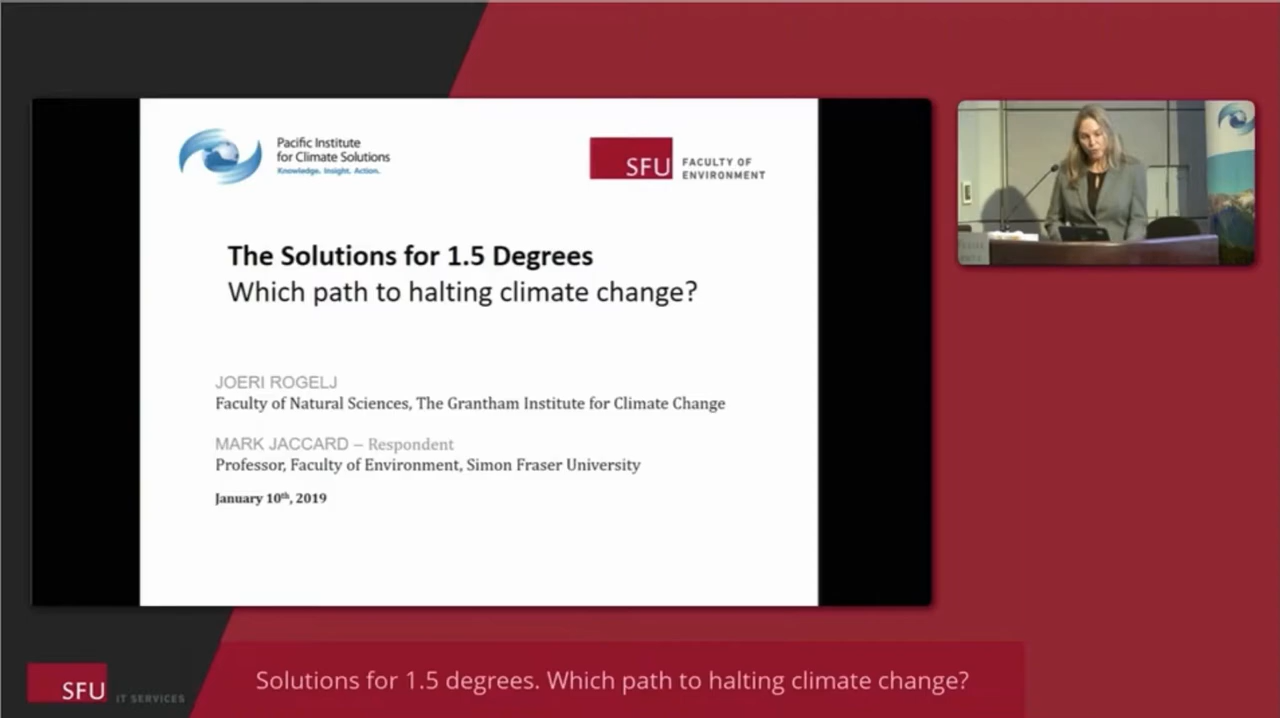 Pacific Institute
for Climate Solutions
Knowledge. Insight. Action.
SFU
FACULTY OF
ENVIRONMENT
The Solutions for 1.5 Degrees
Which path to halting climate change?
JOERI ROGELJ
Faculty of Natural Sciences, The Grantham Institute for Climate Change
MARK JACCARD – Respondent
Professor, Faculty of Environment, Simon Fraser University
January 10th, 2019
SFU
IT SERVICES
Solutions for 1.5 degrees. Which path to halting climate change?